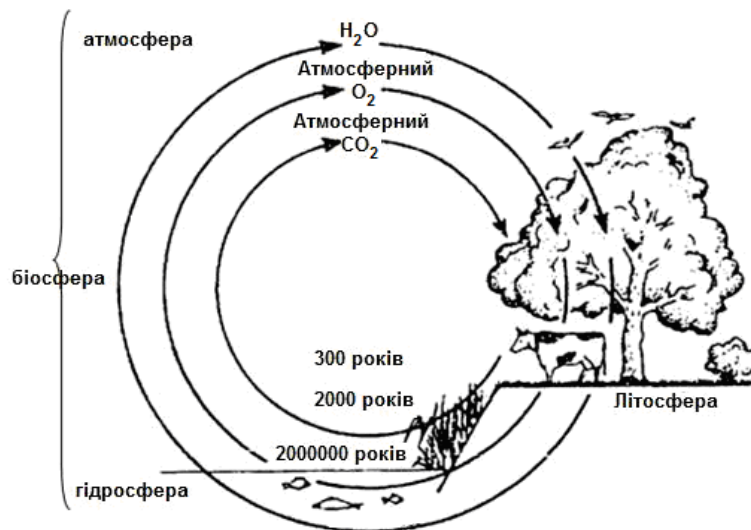 атмосфера
H₂O
Атмосферний
O₂
Атмосферний
CO₂
біосфера
300 років
2000 років
Літосфера
2000000 років
гідросфера